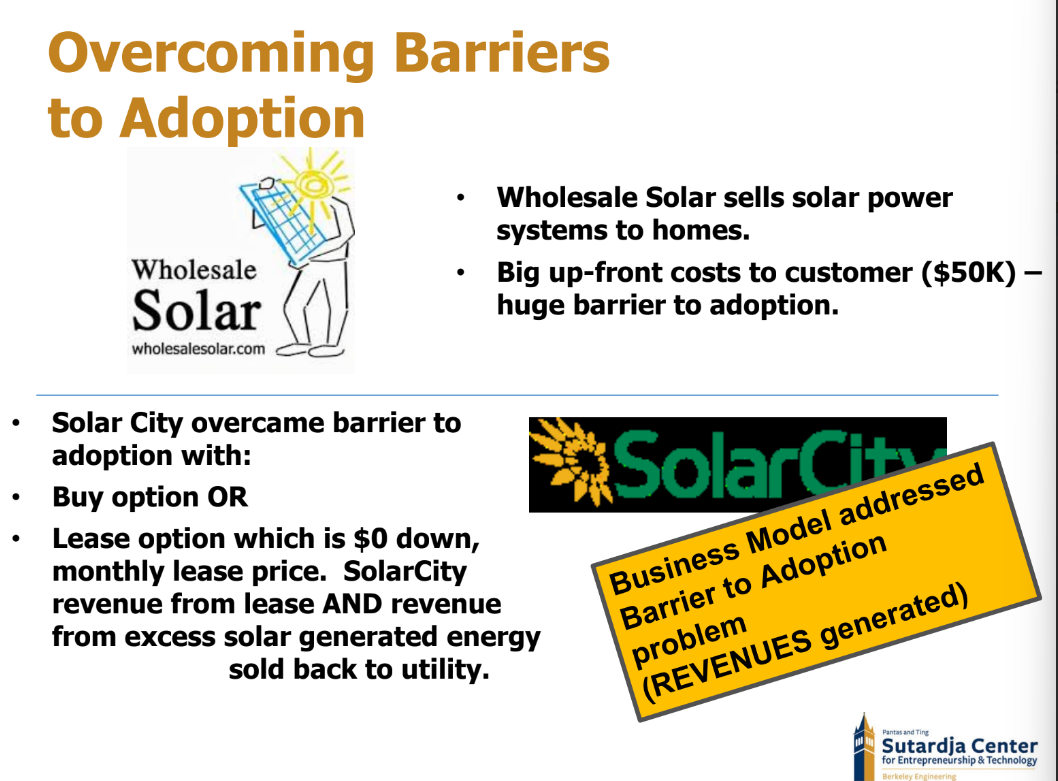 Overcoming Barriers
to Adoption
Wholesale
Solar
wholesalesolar.com
• Wholesale Solar sells solar power
systems to homes.
• Big up-front costs to customer ($50K) –
huge barrier to adoption.
• Solar City overcame barrier to
adoption with:
• Buy option OR
• Lease option which is $0 down,
monthly lease price. SolarCity
revenue from lease AND revenue
from excess solar generated energy
sold back to utility.
SolarCity
Business Model addressed
Barrier to Adoption
problem
(REVENUES generated)
Pantas and Ting
Sutardja Center
for Entrepreneurship & Technology
Berkeley Engineering